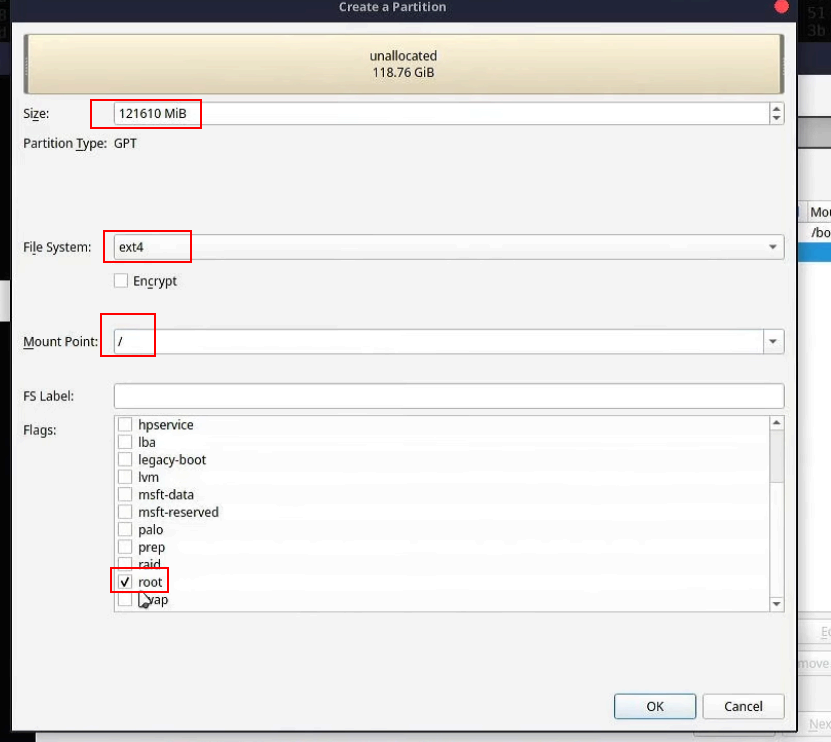 Create a Partition
51
3b
unallocated
118.76 GiB
Size: 121610 MiB
Partition Type: GPT
Mou
/bo
File System: ext4
Encrypt
Mount Point: /
FS Label:
Flags:
hpservice
lba
legacy-boot
lvm
msft-data
msft-reserved
palo
prep
raid
root
OK
Cancel
move
Nex